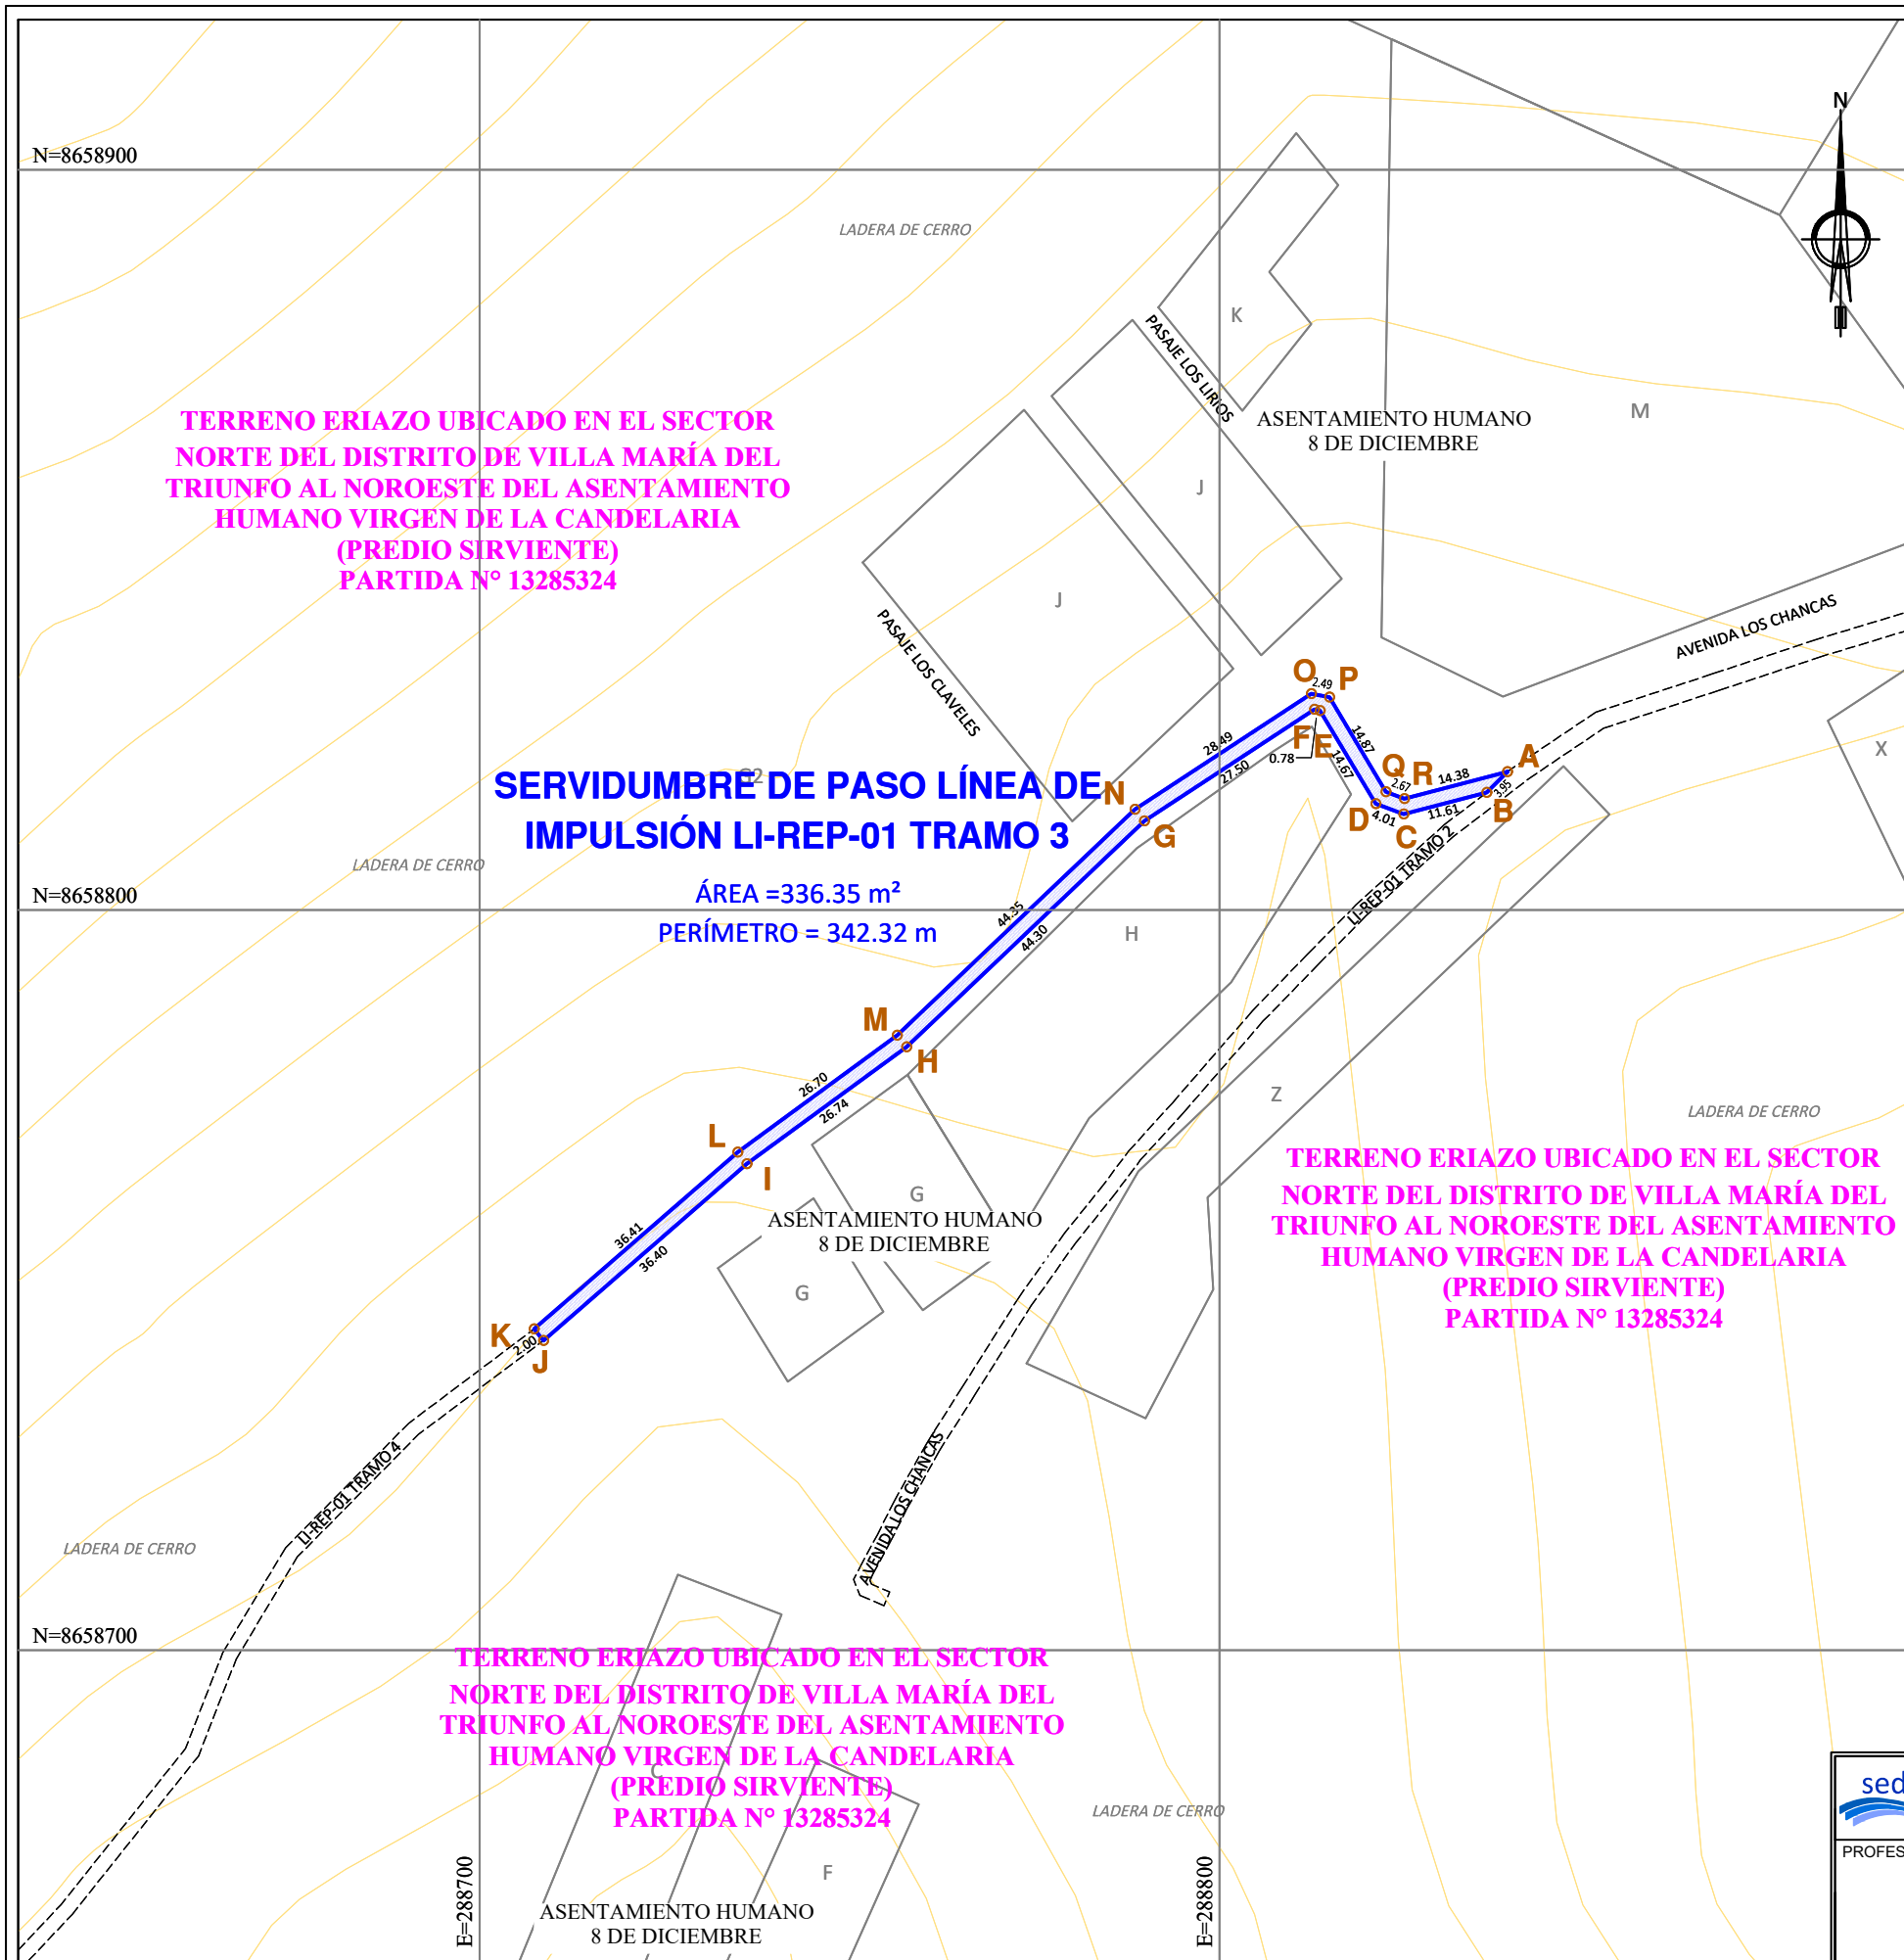 N
N=8658900
LADERA DE CERRO
K
PASAJE LOS LIRIOS
ASENTAMIENTO HUMANO
8 DE DICIEMBRE
M
TERRENO ERIAZO UBICADO EN EL SECTOR
NORTE DEL DISTRITO DE VILLA MARÍA DEL
TRIUNFO AL NOROESTE DEL ASENTAMIENTO
HUMANO VIRGEN DE LA CANDELARIA
(PREDIO SIRVIENTE)
PARTIDA N° 13285324
J
J
PASAJE LOS CLAVELES
AVENIDA LOS CHANCAS
O
2.49
P
28.49
14.87
F
E
0.78
14.67
27.50
Q
2.67
R
14.38
A
3.95
B
D
4.01
C
11.61
X
G2
SERVIDUMBRE DE PASO LÍNEA DE
IMPULSIÓN LI-REP-01 TRAMO 3
ÁREA =336.35 m²
PERÍMETRO = 342.32 m
N
G
LADERA DE CERRO
N=8658800
LI-REP-01 TRAMO 2
44.35
44.30
H
M
H
26.70
26.74
L
I
Z
LADERA DE CERRO
TERRENO ERIAZO UBICADO EN EL SECTOR
NORTE DEL DISTRITO DE VILLA MARÍA DEL
TRIUNFO AL NOROESTE DEL ASENTAMIENTO
HUMANO VIRGEN DE LA CANDELARIA
(PREDIO SIRVIENTE)
PARTIDA N° 13285324
G
ASENTAMIENTO HUMANO
8 DE DICIEMBRE
G
36.41
36.40
K
2.00
J
LI-REP-01 TRAMO 4
AVENIDA LOS CHANCAS
LADERA DE CERRO
N=8658700
TERRENO ERIAZO UBICADO EN EL SECTOR
NORTE DEL DISTRITO DE VILLA MARÍA DEL
TRIUNFO AL NOROESTE DEL ASENTAMIENTO
HUMANO VIRGEN DE LA CANDELARIA
(PREDIO SIRVIENTE)
PARTIDA N° 13285324
C
F
LADERA DE CERRO
E=288700
E=288800
ASENTAMIENTO HUMANO
8 DE DICIEMBRE
sed
PROFES